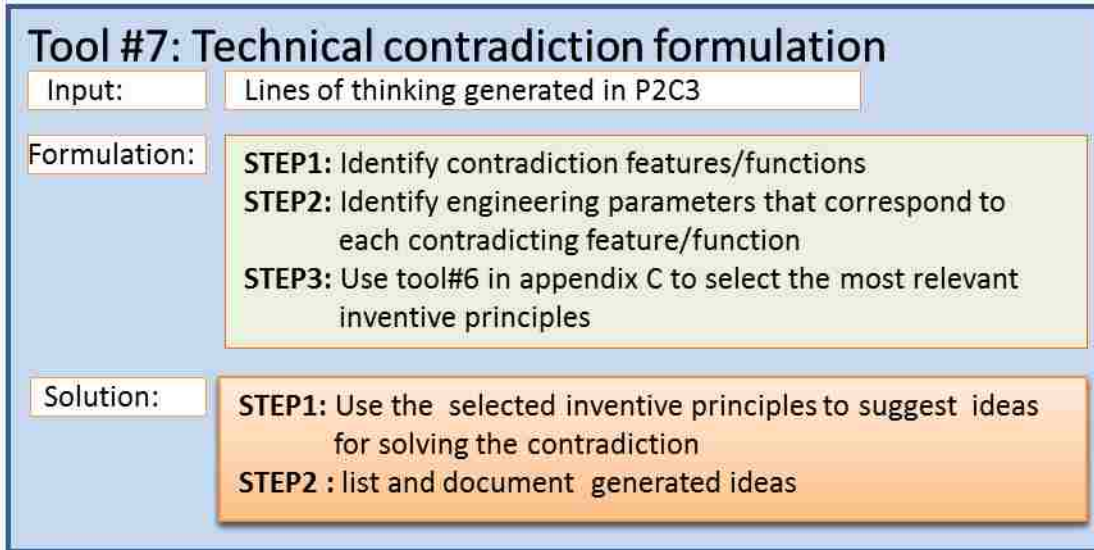 Tool #7: Technical contradiction formulation
Input:
Lines of thinking generated in P2C3
Formulation:
STEP1: Identify contradiction features/functions
STEP2: Identify engineering parameters that correspond to
each contradicting feature/function
STEP3: Use tool#6 in appendix C to select the most relevant
inventive principles
Solution:
STEP1: Use the selected inventive principles to suggest ideas
for solving the contradiction
STEP2 : list and document generated ideas